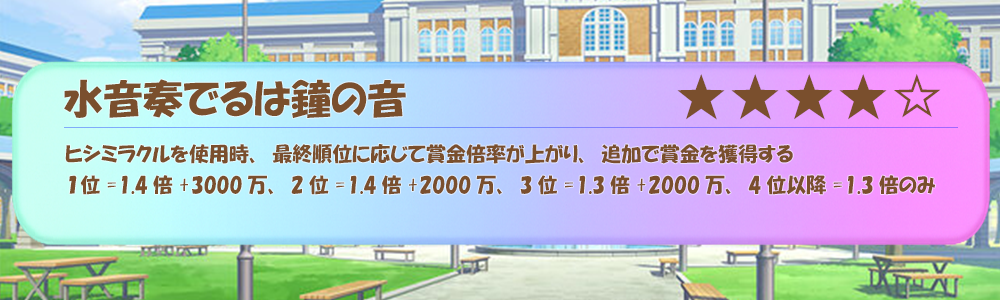 水音奏でるは鐘の音 ★★★★☆
ヒシミラクルを使用時、最終順位に応じて賞金倍率が上がり、追加で賞金を獲得する
1位=1.4倍+3000万、2位=1.4倍+2000万、3位=1.3倍+2000万、4位以降=1.3倍のみ